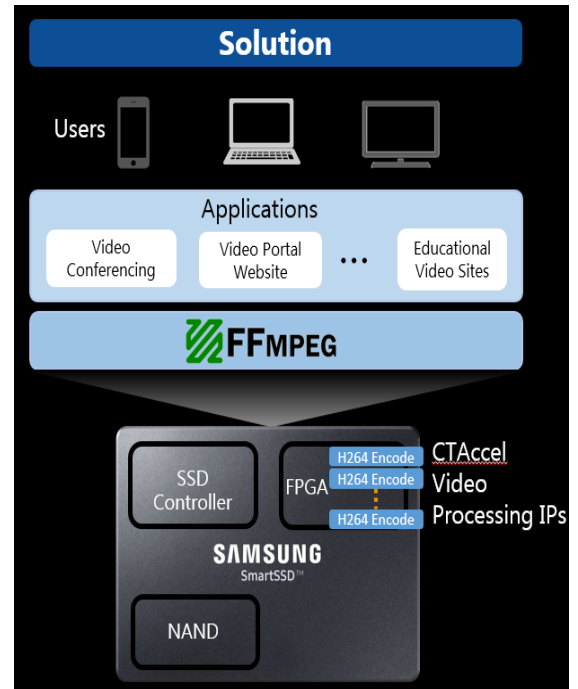 Solution
Users
Applications
Video
Conferencing
Video Portal
Website
...
Educational
Video Sites
FFMPEG
SSD
Controller
FPGA
H264 Encode
H264 Encode
H264 Encode
CTAccel
Video
Processing IPs
SAMSUNG
SmartSSD™
NAND